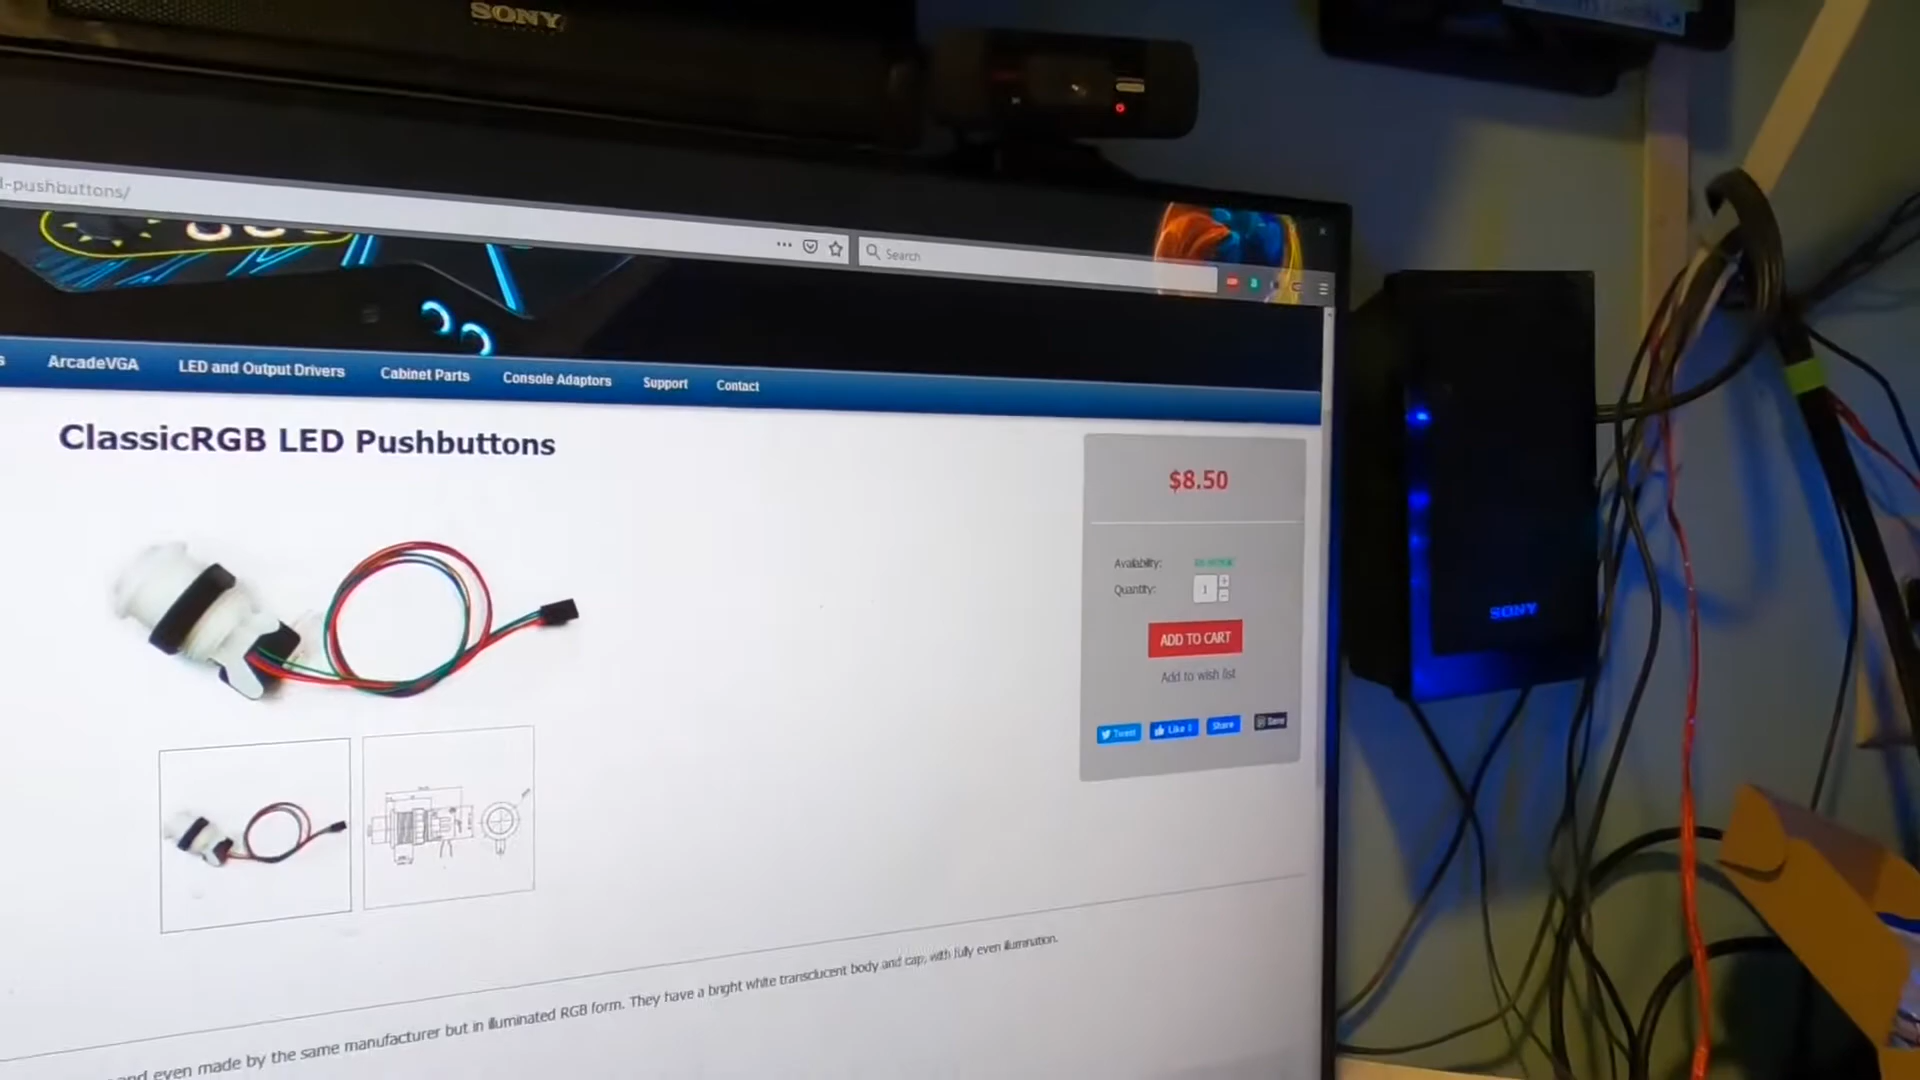 SONY
d-pushbuttons/
Search
ArcadeVGA
LED and Output Drivers
Cabinet Parts
Console Adaptors
Support
Contact
ClassicRGB LED Pushbuttons
$8.50
Availability:
Quantity:
1
ADD TO CART
Add to wish list
Tweet
Like
Share
Save
SONY
and even made by the same manufacturer but in illuminated RGB form. They have a bright white translucent body and cap, with fully even illumination.